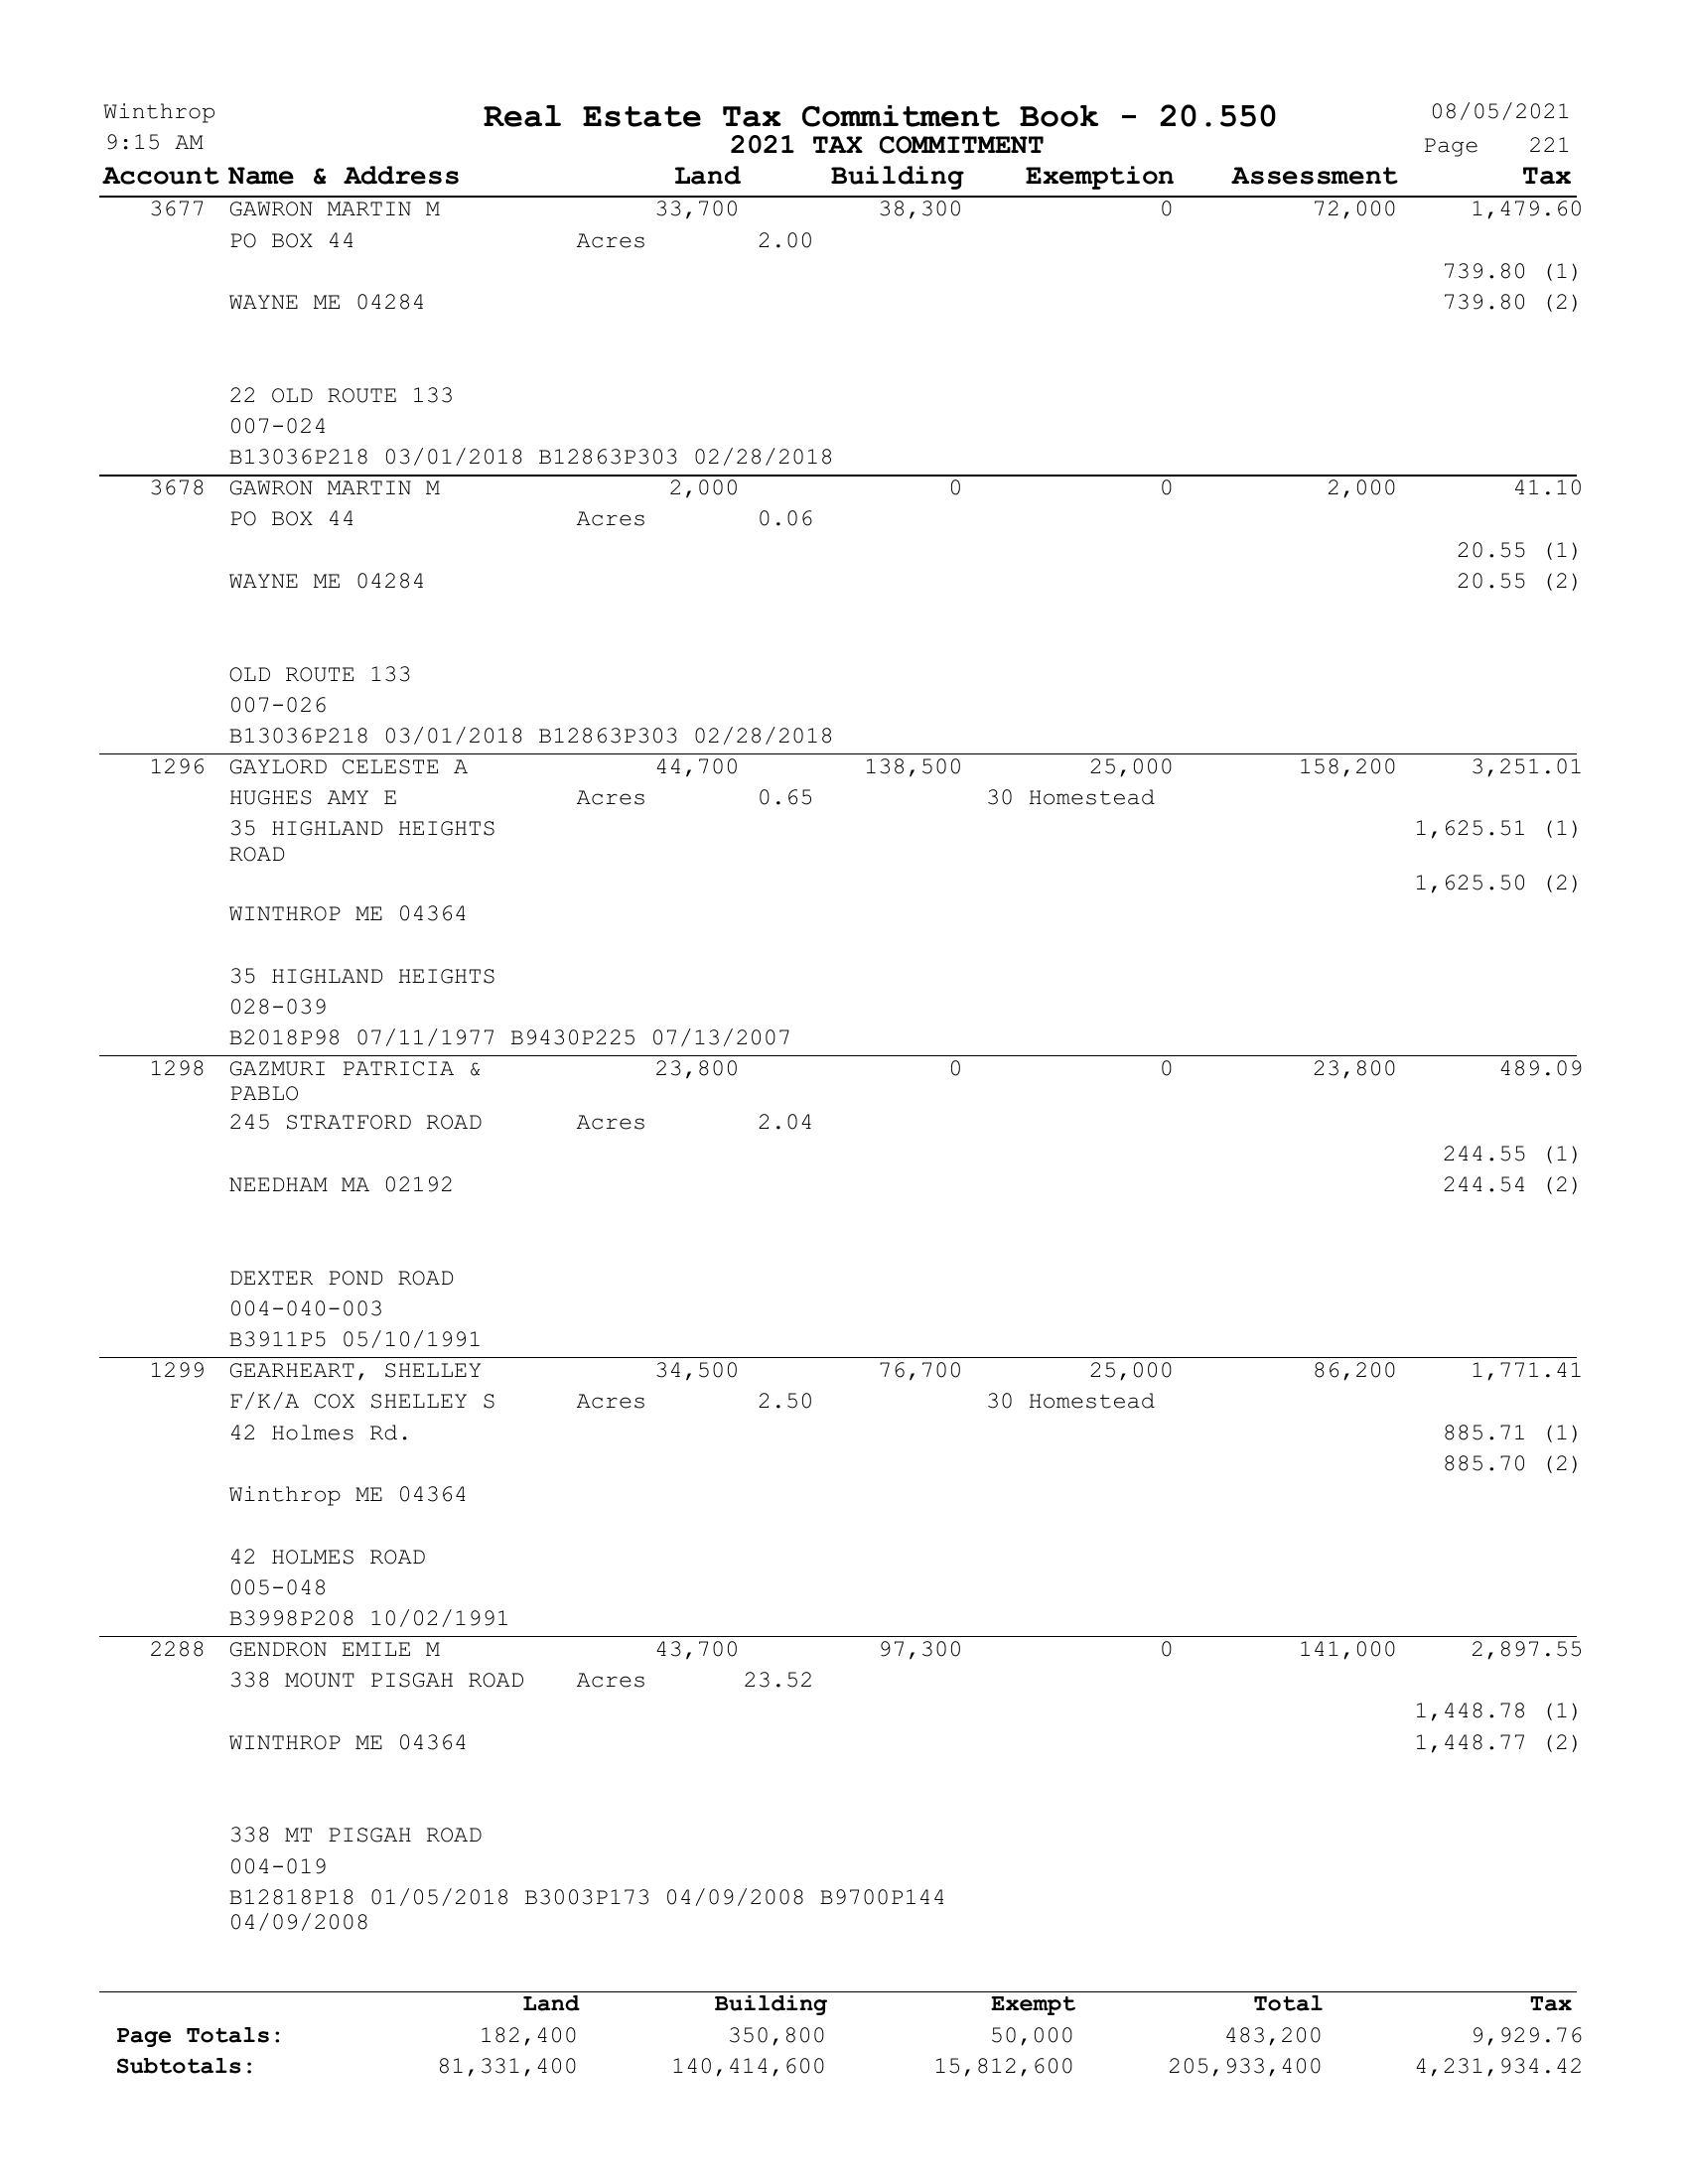 Winthrop Real Estate Tax Commitment Book - 20.550 08/05/2021
9:15 AM 2021 TAX COMMITMENT Page 221
Account Name & Address Land Building Exemption Assessment Tax
3677 GAWRON MARTIN M 33,700 38,300 0 72,000 1,479.60
PO BOX 44 Acres 2.00
739.80 (1)
WAYNE ME 04284 739.80 (2)
22 OLD ROUTE 133
007-024
B13036P218 03/01/2018 B12863P303 02/28/2018
3678 GAWRON MARTIN M 2,000 0 0 2,000 41.10
PO BOX 44 Acres 0.06
20.55 (1)
WAYNE ME 04284 20.55 (2)
OLD ROUTE 133
007-026
B13036P218 03/01/2018 B12863P303 02/28/2018
1296 GAYLORD CELESTE A 44,700 138,500 25,000 158,200 3,251.01
HUGHES AMY E Acres 0.65 30 Homestead
35 HIGHLAND HEIGHTS 1,625.51 (1)
ROAD
1,625.50 (2)
WINTHROP ME 04364
35 HIGHLAND HEIGHTS
028-039
B2018P98 07/11/1977 B9430P225 07/13/2007
1298 GAZMURI PATRICIA & 23,800 0 0 23,800 489.09
PABLO
245 STRATFORD ROAD Acres 2.04
244.55 (1)
NEEDHAM MA 02192 244.54 (2)
DEXTER POND ROAD
004-040-003
B3911P5 05/10/1991
1299 GEARHEART, SHELLEY 34,500 76,700 25,000 86,200 1,771.41
F/K/A COX SHELLEY S Acres 2.50 30 Homestead
42 Holmes Rd. 885.71 (1)
885.70 (2)
Winthrop ME 04364
42 HOLMES ROAD
005-048
B3998P208 10/02/1991
2288 GENDRON EMILE M 43,700 97,300 0 141,000 2,897.55
338 MOUNT PISGAH ROAD Acres 23.52
1,448.78 (1)
WINTHROP ME 04364 1,448.77 (2)
338 MT PISGAH ROAD
004-019
B12818P18 01/05/2018 B3003P173 04/09/2008 B9700P144
04/09/2008
Land Building Exempt Total Tax
Page Totals: 182,400 350,800 50,000 483,200 9,929.76
Subtotals: 81,331,400 140,414,600 15,812,600 205,933,400 4,231,934.42